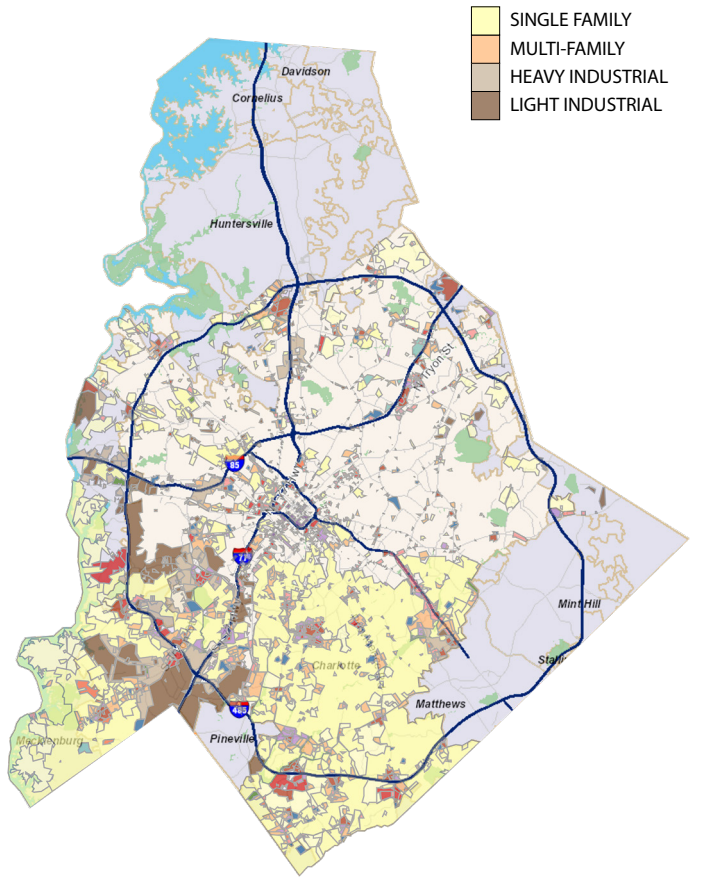 SINGLE FAMILY
MULTI-FAMILY
HEAVY INDUSTRIAL
LIGHT INDUSTRIAL
Davidson
Cornelius
Huntersville
N Tryon St
85
77
Mint Hill
Charlotte
Matthews
485
Pineville
Mecklenburg